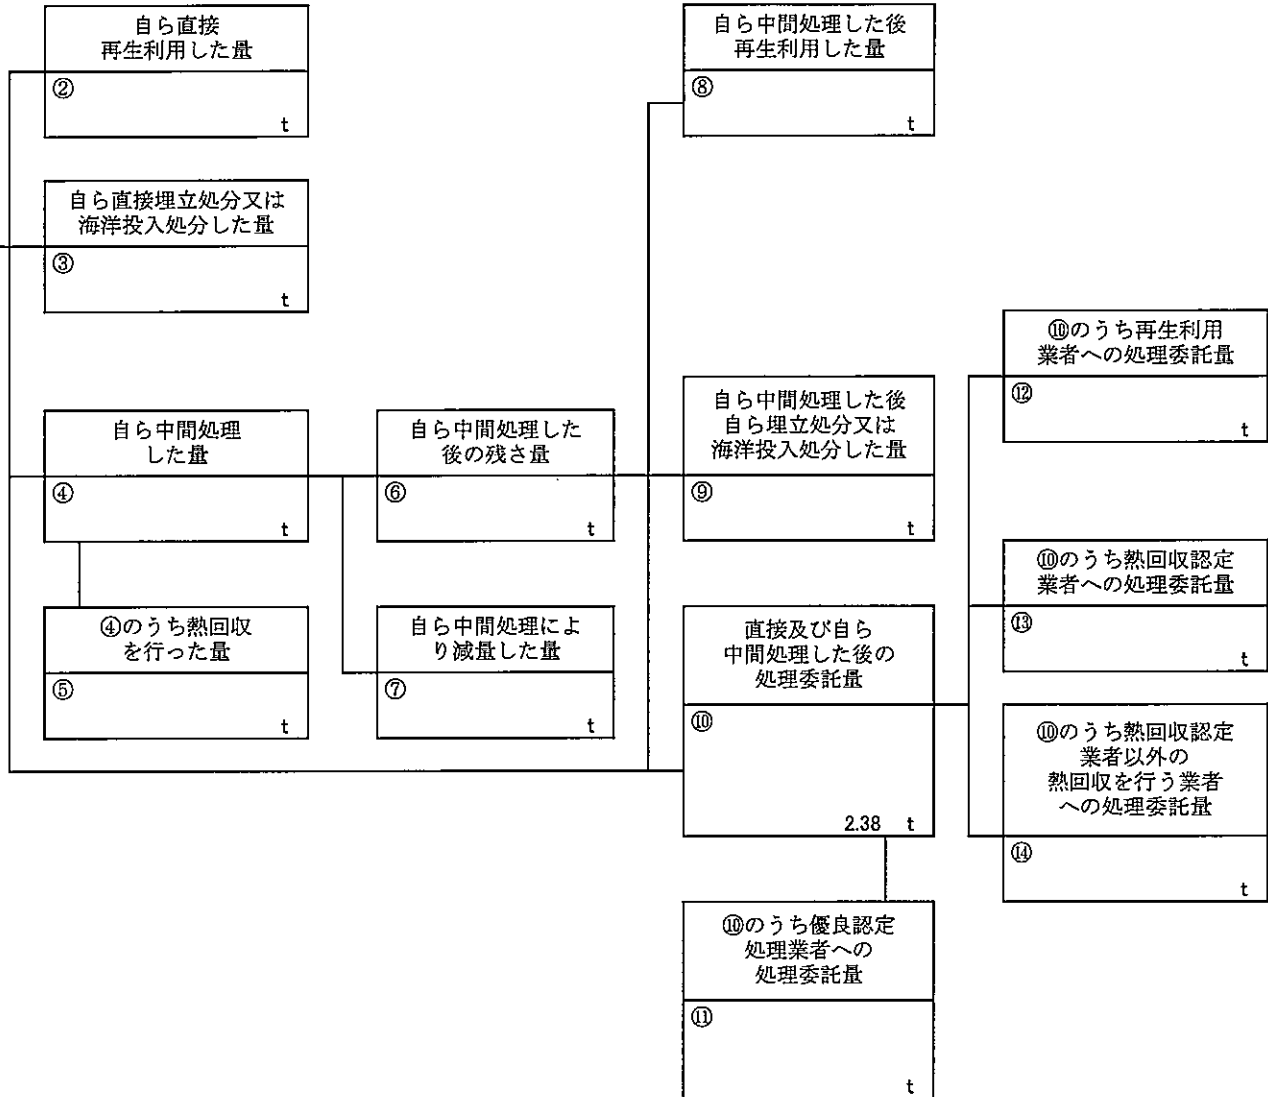 自ら直接
再生利用した量
②
t
自ら直接埋立処分又は
海洋投入処分した量
③
t
自ら中間処理
した量
④
t
④のうち熱回収
を行った量
⑤
t
自ら中間処理した
後の残さ量
⑥
t
自ら中間処理によ
り減量した量
⑦
t
自ら中間処理した後
再生利用した量
⑧
t
自ら中間処理した後
自ら埋立処分又は
海洋投入処分した量
⑨
t
直接及び自ら
中間処理した後の
処理委託量
⑩
2.38 t
⑩のうち優良認定
処理業者への
処理委託量
⑪
t
⑩のうち再生利用
業者への処理委託量
⑫
t
⑩のうち熱回収認定
業者への処理委託量
⑬
t
⑩のうち熱回収認定
業者以外の
熱回収を行う業者
への処理委託量
⑭
t